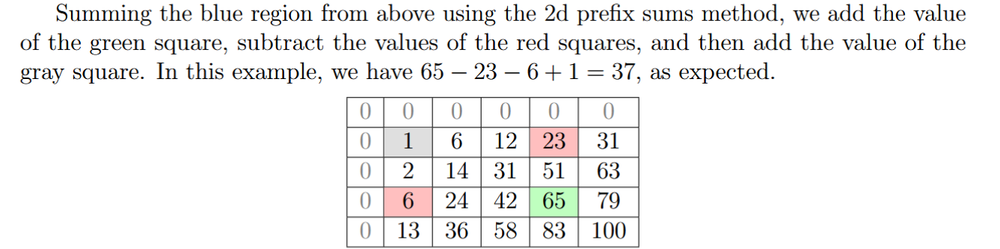 Summing the blue region from above using the 2d prefix sums method, we add the value
of the green square, subtract the values of the red squares, and then add the value of the
gray square. In this example, we have 65 − 23 − 6 + 1 = 37, as expected.
0 0 0 0 0 0
0 1 6 12 23 31
0 2 14 31 51 63
0 6 24 42 65 79
0 13 36 58 83 100